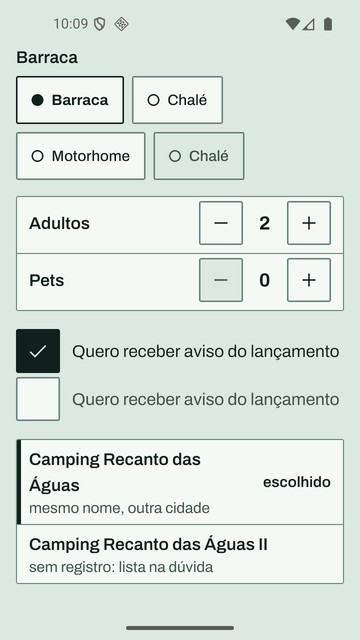 10:09
Barraca
Barraca
Chalé
Motorhome
Chalé
Adultos
2
Pets
0
Quero receber aviso do lançamento
Quero receber aviso do lançamento
Camping Recanto das
Águas
escolhido
mesmo nome, outra cidade
Camping Recanto das Águas II
sem registro: lista na dúvida